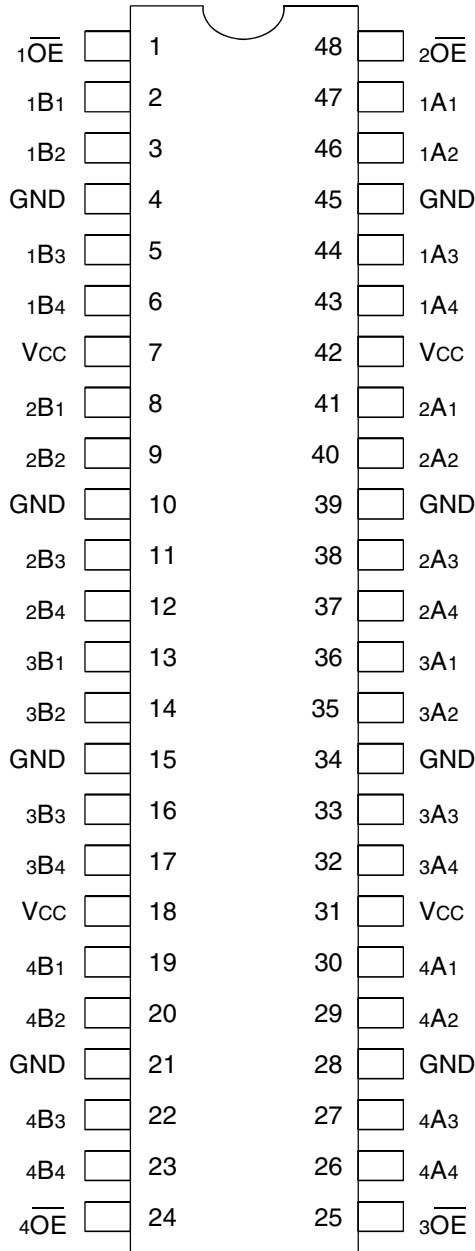 1O̅E̅ 1 48 2O̅E̅
1B1 2 47 1A1
1B2 3 46 1A2
GND 4 45 GND
1B3 5 44 1A3
1B4 6 43 1A4
VCC 7 42 VCC
2B1 8 41 2A1
2B2 9 40 2A2
GND 10 39 GND
2B3 11 38 2A3
2B4 12 37 2A4
3B1 13 36 3A1
3B2 14 35 3A2
GND 15 34 GND
3B3 16 33 3A3
3B4 17 32 3A4
VCC 18 31 VCC
4B1 19 30 4A1
4B2 20 29 4A2
GND 21 28 GND
4B3 22 27 4A3
4B4 23 26 4A4
4O̅E̅ 24 25 3O̅E̅